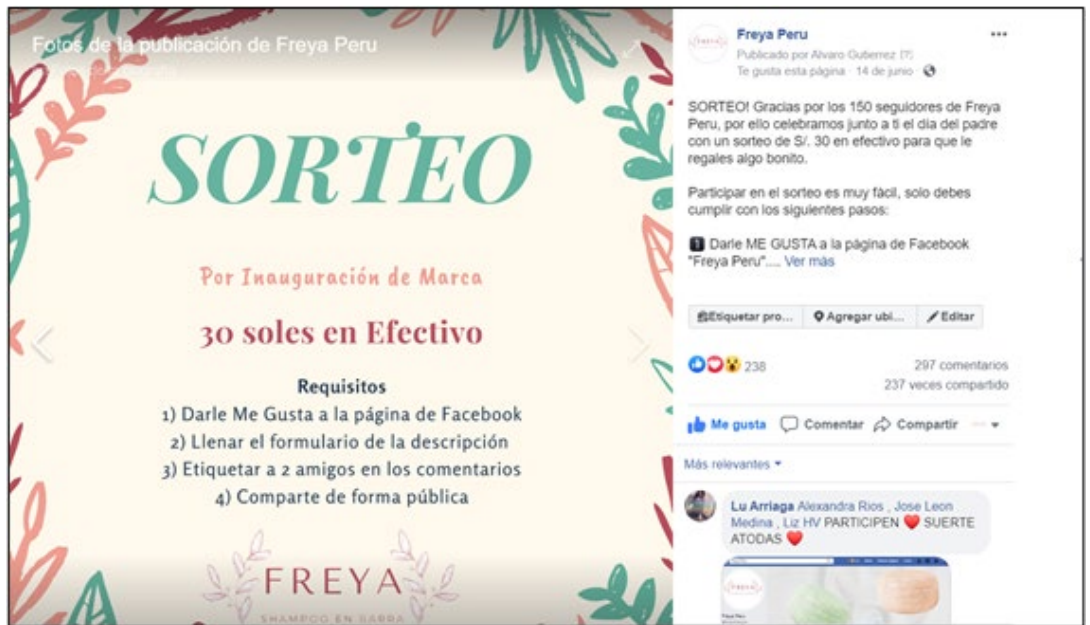 Fotos de la publicación de Freya Peru
SORTEO
Por Inauguración de Marca
30 soles en Efectivo
Requisitos
1) Darle Me Gusta a la página de Facebook
2) Llenar el formulario de la descripción
3) Etiquetar a 2 amigos en los comentarios
4) Comparte de forma pública
FREYA
SHAMPOO EN BARRA
FREYA
Freya Peru
Publicado por Alvaro Gutierrez [?]
Te gusta esta página · 14 de junio
SORTEO! Gracias por los 150 seguidores de Freya
Peru, por ello celebramos junto a ti el dia del padre
con un sorteo de S/. 30 en efectivo para que le
regales algo bonito.
Participar en el sorteo es muy fácil, solo debes
cumplir con los siguientes pasos:
1 Darle ME GUSTA a la página de Facebook
"Freya Peru".... Ver más
Etiquetar pro... Agregar ubi... Editar
238 297 comentarios
237 veces compartido
Me gusta Comentar Compartir
Más relevantes
Lu Arriaga Alexandra Rios , Jose Leon
Medina , Liz HV PARTICIPEN ❤ SUERTE
ATODAS ❤
FREYA
Freya Peru